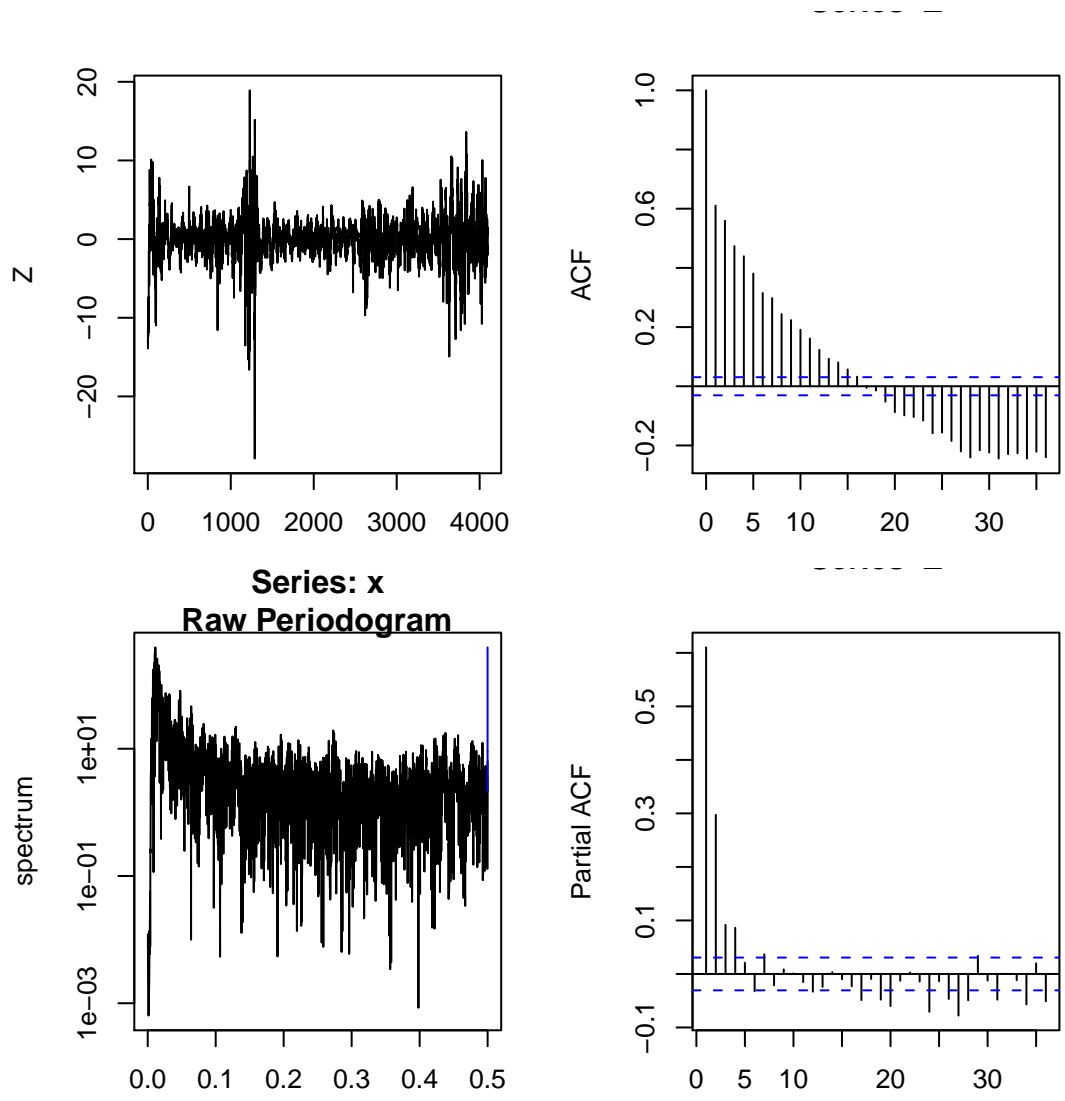 20
10
0
−10
−20
Z
0 1000 2000 3000 4000
1.0
0.6
0.2
−0.2
ACF
0 5 10 20 30
Series: x
Raw Periodogram
1e+01
1e−01
1e−03
spectrum
0.0 0.1 0.2 0.3 0.4 0.5
0.5
0.3
0.1
−0.1
Partial ACF
0 5 10 20 30